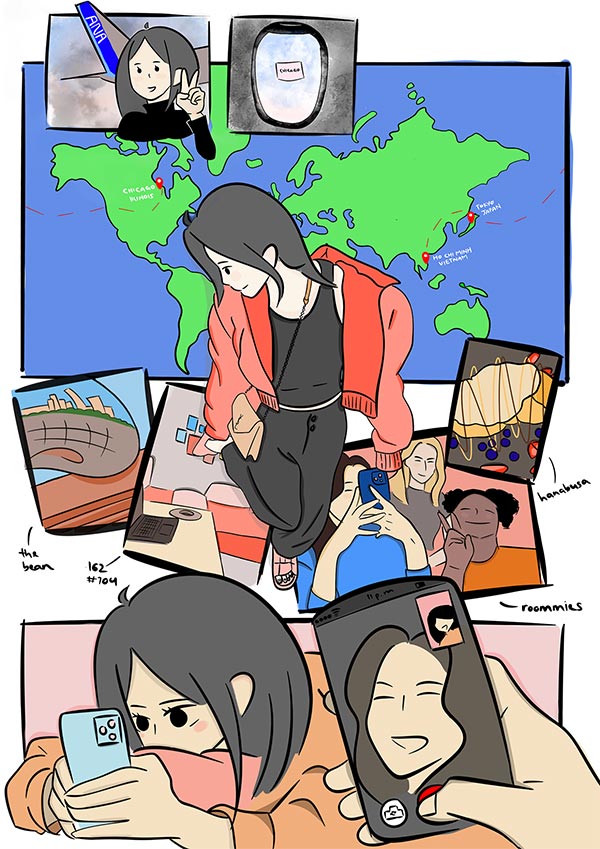 ANA
CHICAGO
CHICAGO
ILLINOIS
TOKYO
JAPAN
HO CHI MINH
VIETNAM
hanabusa
the
bean
162
#704
roommies
11 p.m